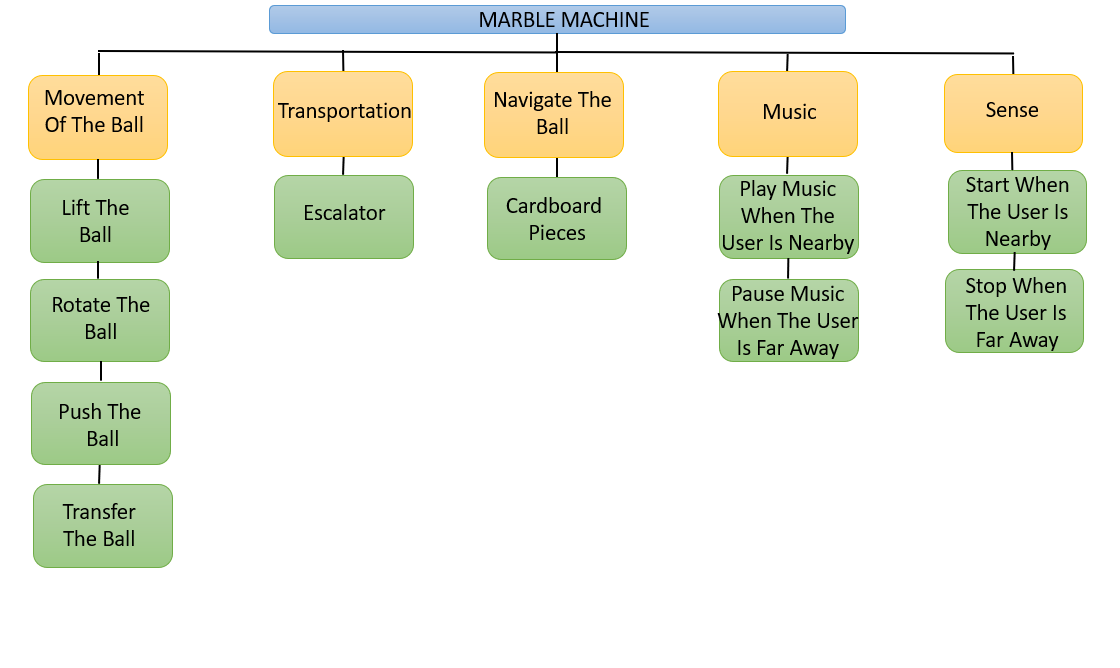 MARBLE MACHINE
Movement
Of The Ball
Transportation
Navigate The
Ball
Music
Sense
Lift The
Ball
Rotate The
Ball
Push The
Ball
Transfer
The Ball
Escalator
Cardboard
Pieces
Play Music
When The
User Is Nearby
Pause Music
When The User
Is Far Away
Start When
The User Is
Nearby
Stop When
The User Is
Far Away